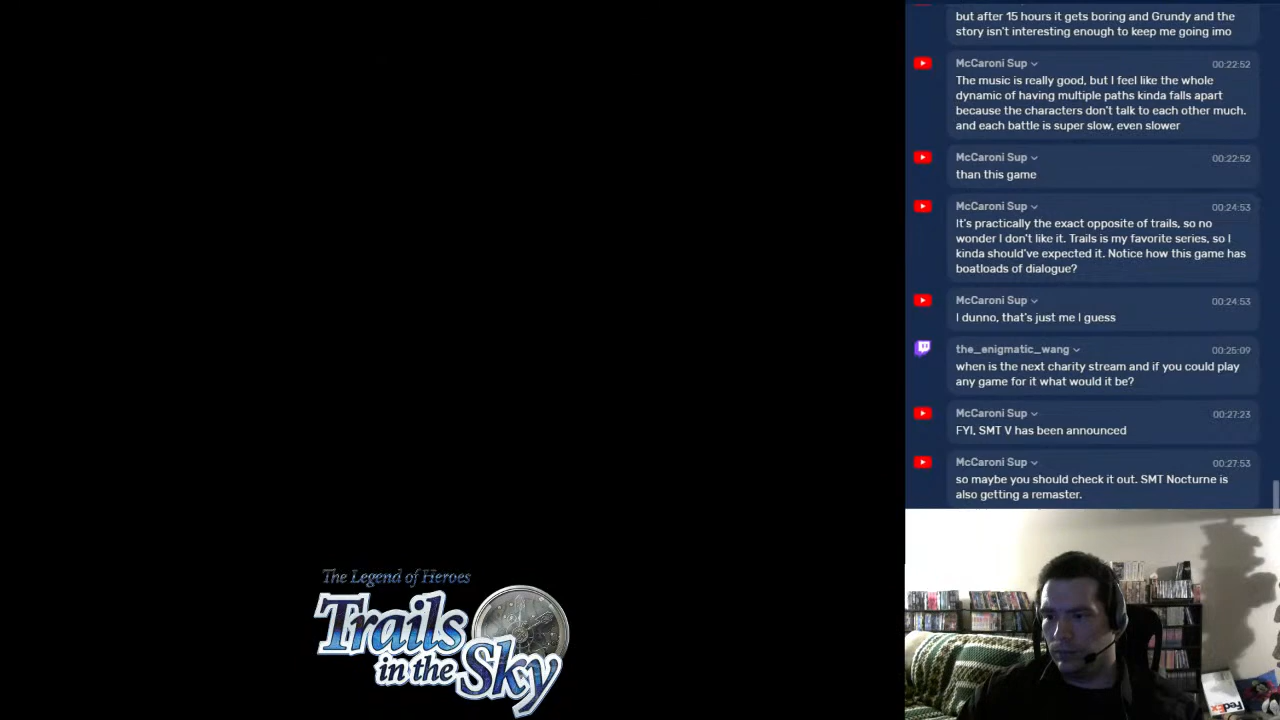 but after 15 hours it gets boring and Grundy and the
story isn't interesting enough to keep me going imo
McCaroni Sup 00:22:52
The music is really good, but I feel like the whole
dynamic of having multiple paths kinda falls apart
because the characters don't talk to each other much.
and each battle is super slow, even slower
McCaroni Sup 00:22:52
than this game
McCaroni Sup 00:24:53
It's practically the exact opposite of trails, so no
wonder I don't like it. Trails is my favorite series, so I
kinda should've expected it. Notice how this game has
boatloads of dialogue?
McCaroni Sup 00:24:53
I dunno, that's just me I guess
the_enigmatic_wang 00:25:09
when is the next charity stream and if you could play
any game for it what would it be?
McCaroni Sup 00:27:23
FYI, SMT V has been announced
McCaroni Sup 00:27:53
so maybe you should check it out. SMT Nocturne is
also getting a remaster.
The Legend of Heroes
Trails
in the Sky
FedEx